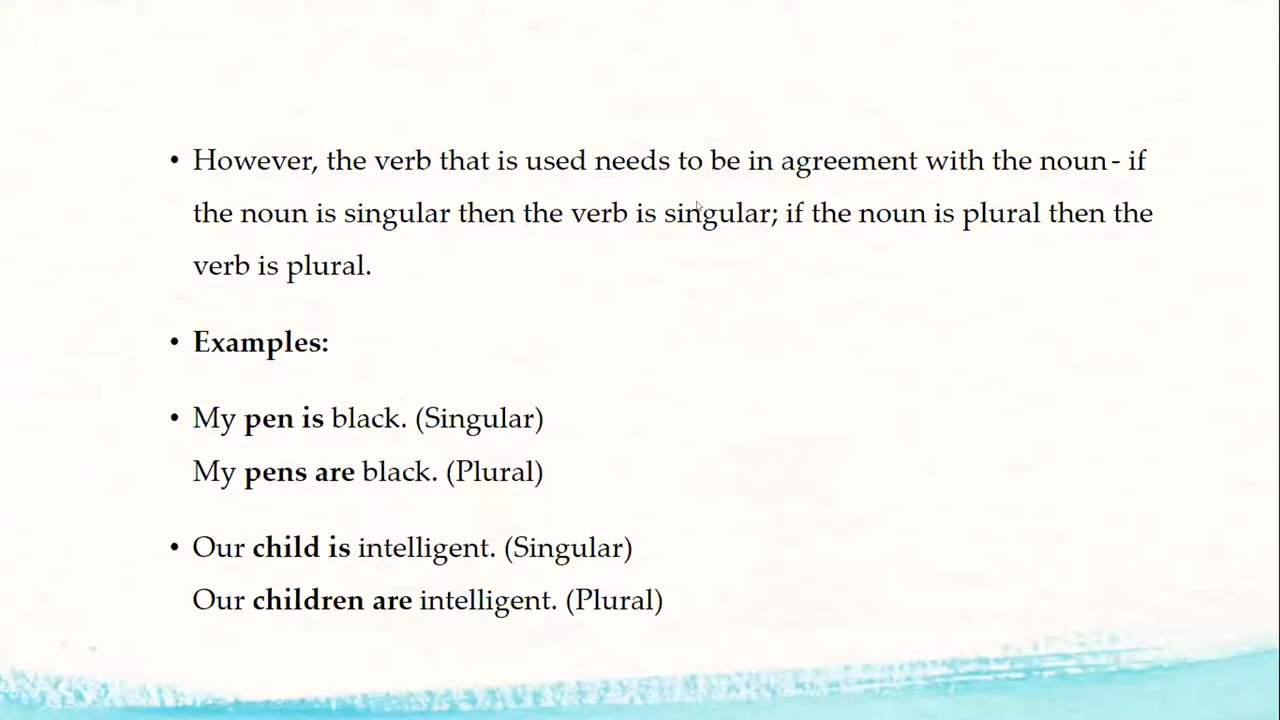 • However, the verb that is used needs to be in agreement with the noun - if
the noun is singular then the verb is singular; if the noun is plural then the
verb is plural.
• Examples:
• My pen is black. (Singular)
My pens are black. (Plural)
• Our child is intelligent. (Singular)
Our children are intelligent. (Plural)